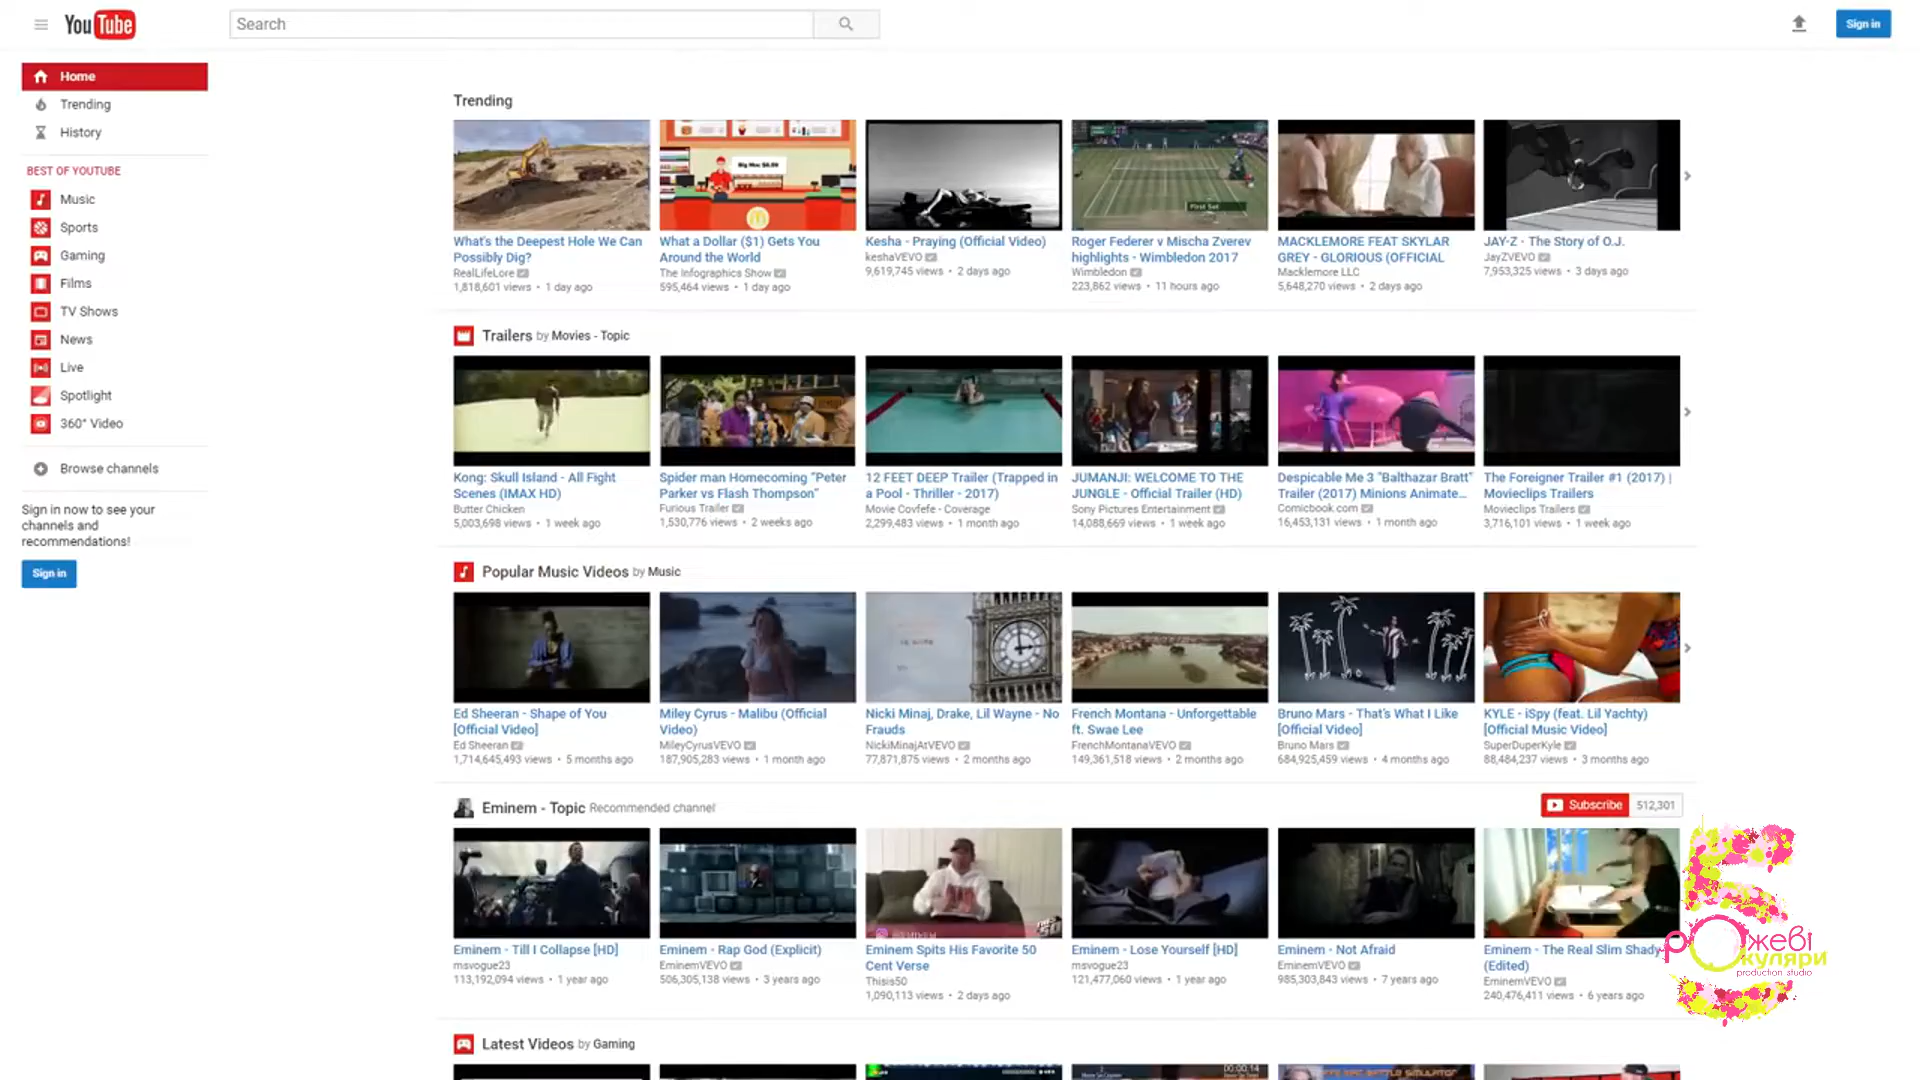 YouTube
Search
Sign in
Home
Trending
History
BEST OF YOUTUBE
Music
Sports
Gaming
Films
TV Shows
News
Live
Spotlight
360° Video
Browse channels
Sign in now to see your
channels and
recommendations!
Sign in
Trending
What's the Deepest Hole We Can
Possibly Dig?
RealLifeLore
1,818,601 views • 1 day ago
What a Dollar ($1) Gets You
Around the World
The Infographics Show
595,464 views • 1 day ago
Kesha - Praying (Official Video)
keshaVEVO
9,619,745 views • 2 days ago
First Set
Roger Federer v Mischa Zverev
highlights - Wimbledon 2017
Wimbledon
223,862 views • 11 hours ago
MACKLEMORE FEAT SKYLAR
GREY - GLORIOUS (OFFICIAL
Macklemore LLC
5,648,270 views • 2 days ago
JAY-Z - The Story of O.J.
JayZVEVO
7,953,325 views • 3 days ago
Trailers by Movies - Topic
Kong: Skull Island - All Fight
Scenes (IMAX HD)
Butter Chicken
5,003,698 views • 1 week ago
Spider man Homecoming “Peter
Parker vs Flash Thompson”
Furious Trailer
1,530,776 views • 2 weeks ago
12 FEET DEEP Trailer (Trapped in
a Pool - Thriller - 2017)
Movie Covfefe - Coverage
2,299,483 views • 1 month ago
JUMANJI: WELCOME TO THE
JUNGLE - Official Trailer (HD)
Sony Pictures Entertainment
14,088,669 views • 1 week ago
Despicable Me 3 "Balthazar Bratt"
Trailer (2017) Minions Animate...
Comicbook.com
16,453,131 views • 1 month ago
The Foreigner Trailer #1 (2017) |
Movieclips Trailers
Movieclips Trailers
3,716,101 views • 1 week ago
Popular Music Videos by Music
Ed Sheeran - Shape of You
[Official Video]
Ed Sheeran
1,714,645,493 views • 5 months ago
Miley Cyrus - Malibu (Official
Video)
MileyCyrusVEVO
187,905,283 views • 1 month ago
Nicki Minaj, Drake, Lil Wayne - No
Frauds
NickiMinajAtVEVO
77,871,875 views • 2 months ago
French Montana - Unforgettable
ft. Swae Lee
FrenchMontanaVEVO
149,361,518 views • 2 months ago
Bruno Mars - That's What I Like
[Official Video]
Bruno Mars
684,925,459 views • 4 months ago
KYLE - iSpy (feat. Lil Yachty)
[Official Music Video]
SuperDuperKyle
88,484,237 views • 3 months ago
Eminem - Topic Recommended channel
Subscribe 512,301
Eminem - Till I Collapse [HD]
msvogue23
113,192,094 views • 1 year ago
Eminem - Rap God (Explicit)
EminemVEVO
506,305,138 views • 3 years ago
Eminem Spits His Favorite 50
Cent Verse
Thisis50
1,090,113 views • 2 days ago
Eminem - Lose Yourself [HD]
msvogue23
121,477,060 views • 1 year ago
Eminem - Not Afraid
EminemVEVO
985,303,843 views • 7 years ago
Eminem - The Real Slim Shady
(Edited)
EminemVEVO
240,476,411 views • 6 years ago
рожеві
окуляри
production studio
Latest Videos by Gaming